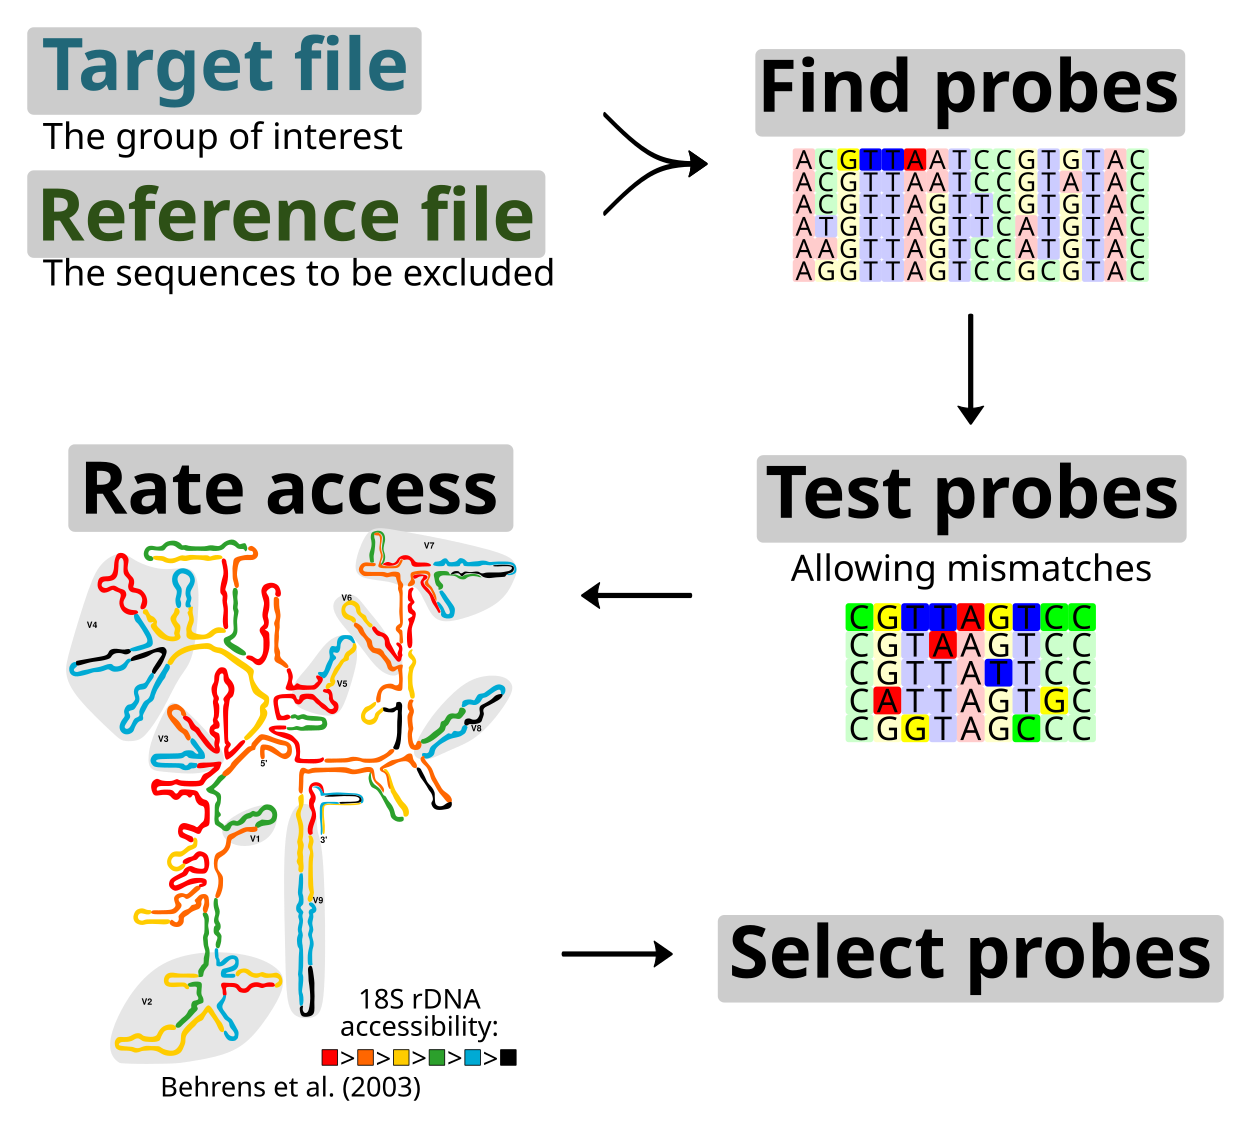 Target file
The group of interest
Reference file
The sequences to be excluded
Find probes
ACGTTAATCCGTGTAC
ACGTTAATCCGTATAC
ACGTTAGTTCGTGTAC
ATGTTAGTTCATGTAC
AAGTTAGTCCATGTAC
AGGTTAGTCCGCGTAC
Test probes
Allowing mismatches
CGTTAGTCC
CGTAAGTCC
CGTTATTCC
CATTAGTGC
CGGTAGCCC
Rate access
V7
V6
V4
V5
V3
V8
5'
V1
3'
V9
V2
18S rDNA
accessibility:
> > > > >
Behrens et al. (2003)
Select probes